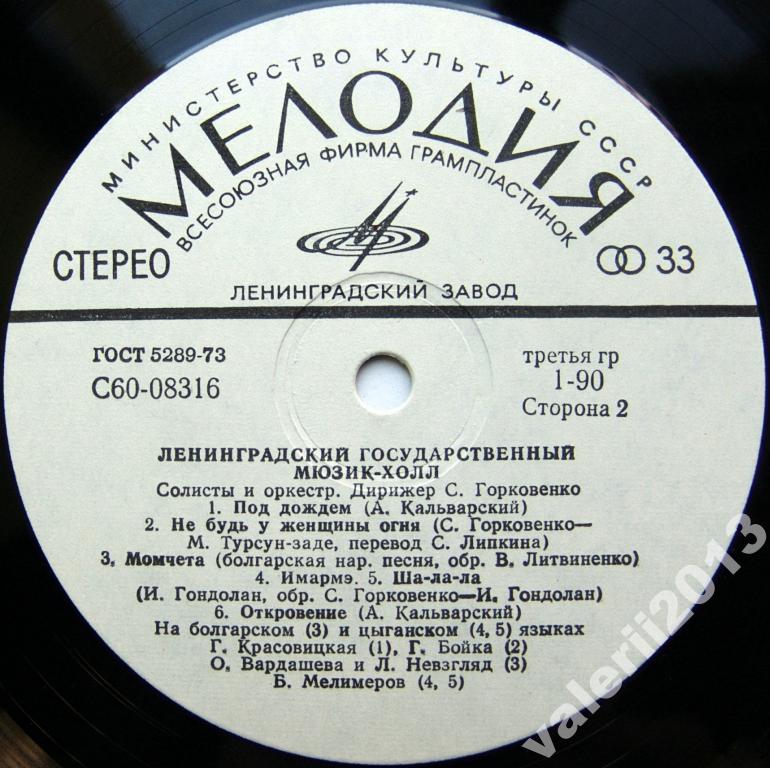 МИНИСТЕРСТВО КУЛЬТУРЫ СССР
МЕЛОДИЯ
ВСЕСОЮЗНАЯ ФИРМА ГРАМПЛАСТИНОК
СТЕРЕО
33
ЛЕНИНГРАДСКИЙ ЗАВОД
ГОСТ 5289-73
С60-08316
третья гр
1-90
Сторона 2
ЛЕНИНГРАДСКИЙ ГОСУДАРСТВЕННЫЙ
МЮЗИК-ХОЛЛ
Солисты и оркестр. Дирижер С. Горковенко
1. Под дождем (А. Кальварский)
2. Не будь у женщины огня (С. Горковенко—
М. Турсун-заде, перевод С. Липкина)
3. Момчета (болгарская нар. песня, обр. В. Литвиненко)
4. Имармэ. 5. Ша-ла-ла
(И. Гондолан, обр. С. Горковенко—И. Гондолан)
6. Откровение (А. Кальварский)
На болгарском (3) и цыганском (4, 5) языках
Г. Красовицкая (1), Г. Бойка (2)
О. Вардашева и Л. Невзгляд (3)
Б. Мелимеров (4, 5)
valerii2013